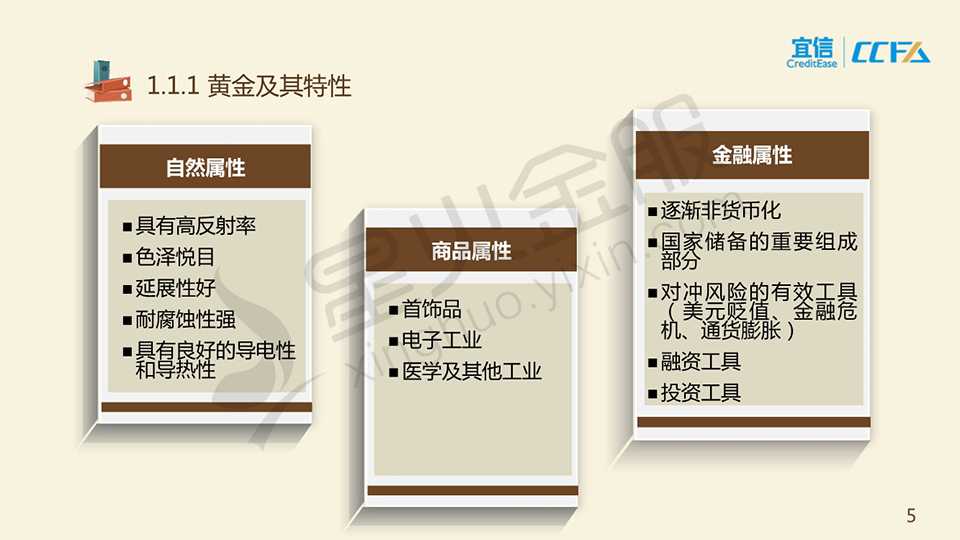 宜信
CreditEase
CCFA
1.1.1 黄金及其特性
自然属性
■具有高反射率
■色泽悦目
■延展性好
■耐腐蚀性强
■具有良好的导电性
和导热性
商品属性
■首饰品
■电子工业
■医学及其他工业
金融属性
■逐渐非货币化
■国家储备的重要组成
部分
■对冲风险的有效工具
（美元贬值、金融危
机、通货膨胀）
■融资工具
■投资工具
星火金服
xinghuo.yixin.com
5